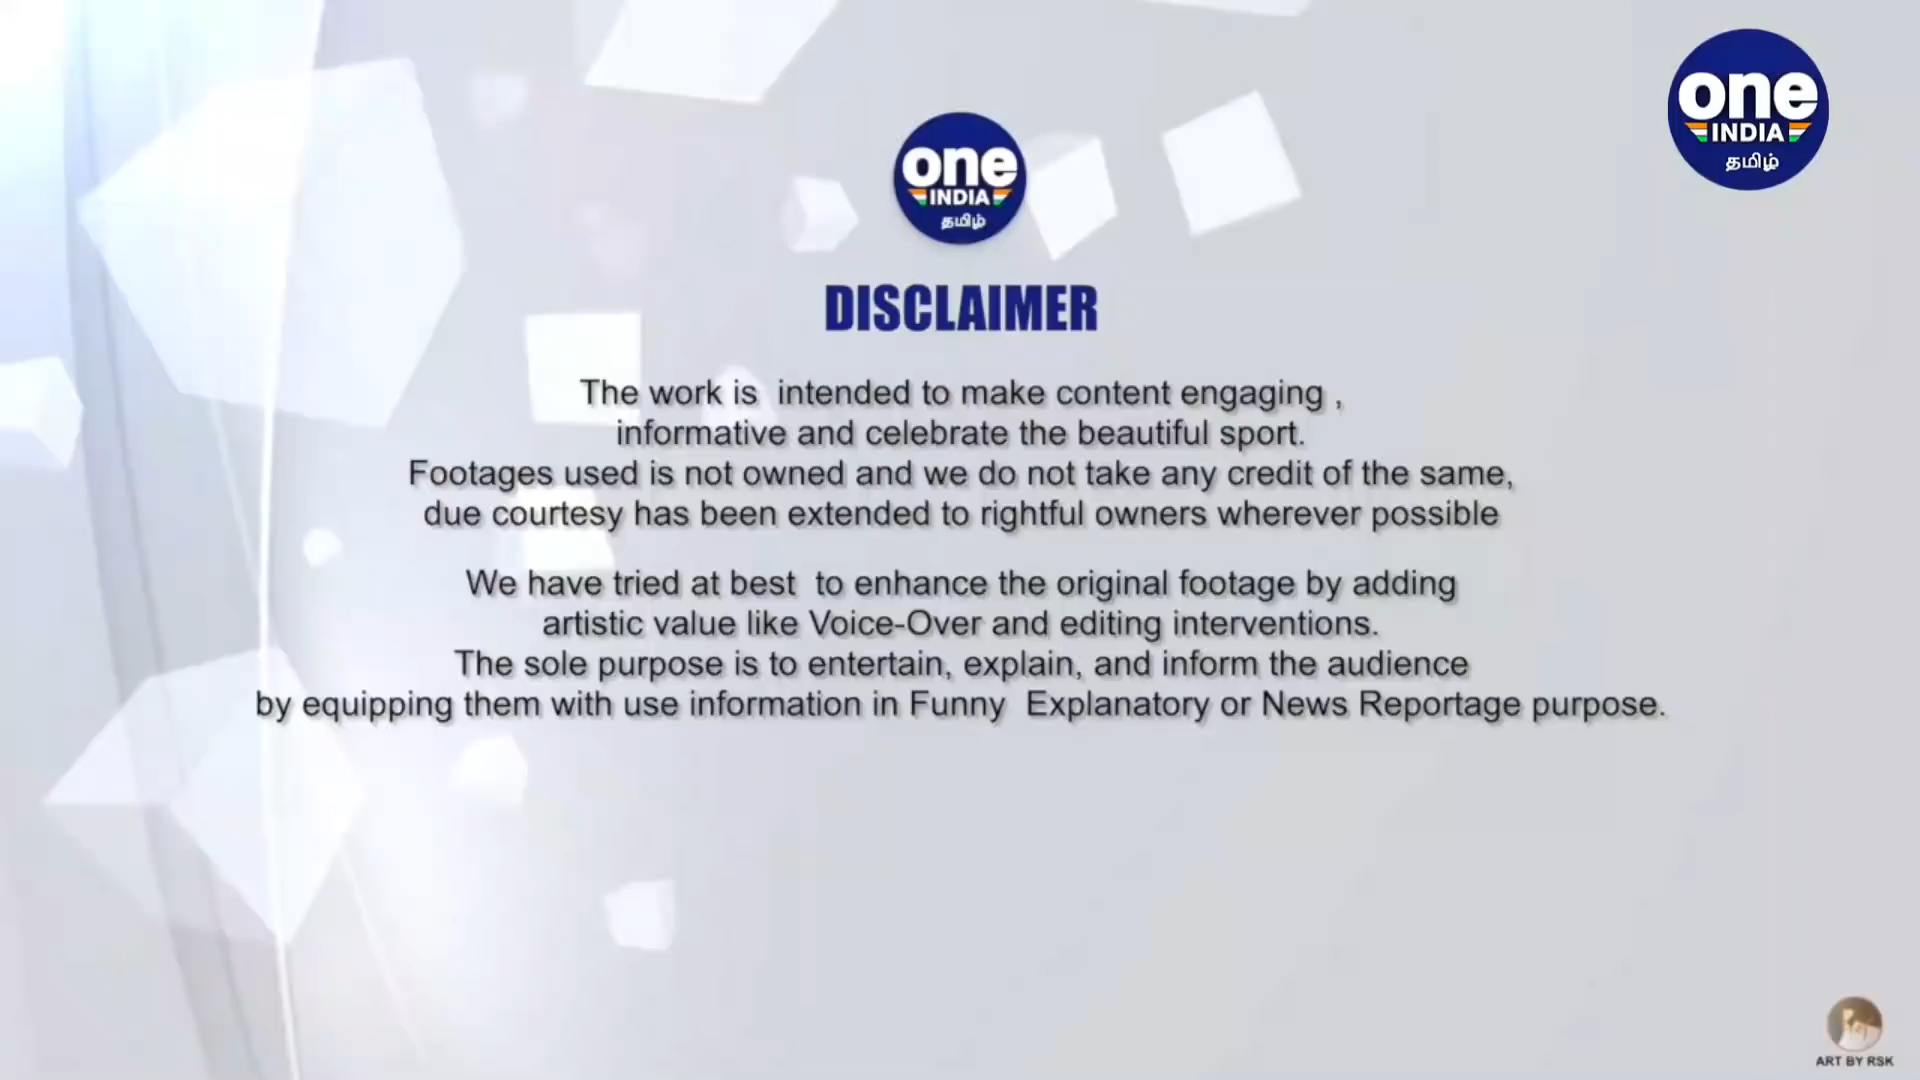 one
INDIA
தமிழ்
one
INDIA
தமிழ்
DISCLAIMER
The work is intended to make content engaging ,
informative and celebrate the beautiful sport.
Footages used is not owned and we do not take any credit of the same,
due courtesy has been extended to rightful owners wherever possible
We have tried at best to enhance the original footage by adding
artistic value like Voice-Over and editing interventions.
The sole purpose is to entertain, explain, and inform the audience
by equipping them with use information in Funny Explanatory or News Reportage purpose.
ART BY RSK